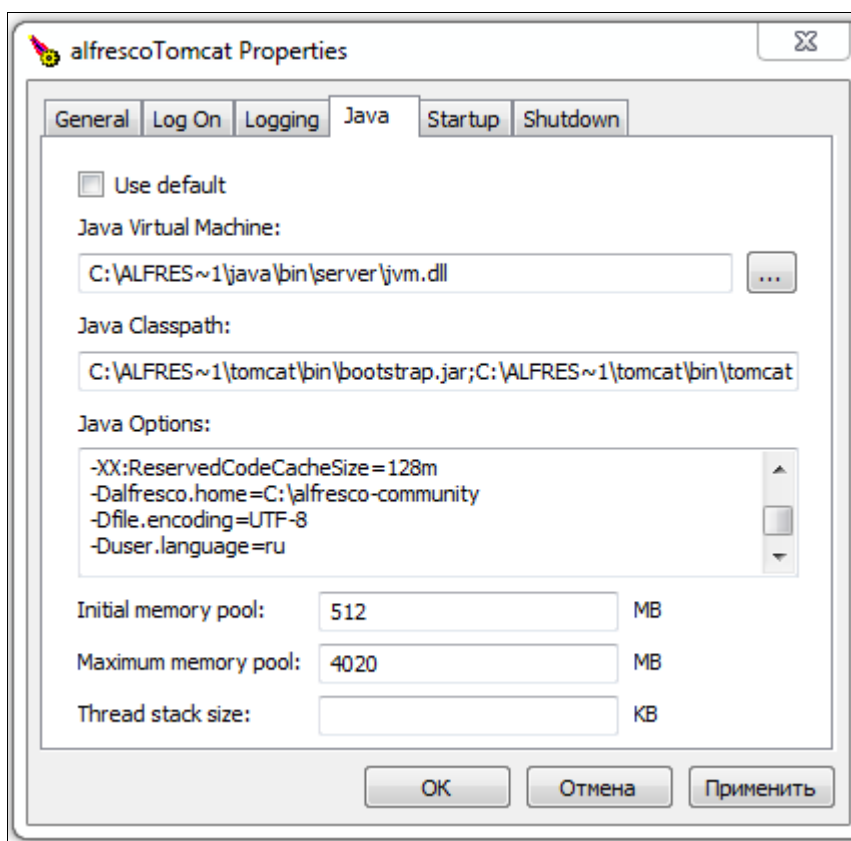 alfrescoTomcat Properties
General Log On Logging Java Startup Shutdown
Use default
Java Virtual Machine:
C:\ALFRES~1\java\bin\server\jvm.dll
...
Java Classpath:
C:\ALFRES~1\tomcat\bin\bootstrap.jar;C:\ALFRES~1\tomcat\bin\tomcat
Java Options:
-XX:ReservedCodeCacheSize=128m
-Dalfresco.home=C:\alfresco-community
-Dfile.encoding=UTF-8
-Duser.language=ru
Initial memory pool: 512 MB
Maximum memory pool: 4020 MB
Thread stack size: KB
OK Отмена Применить